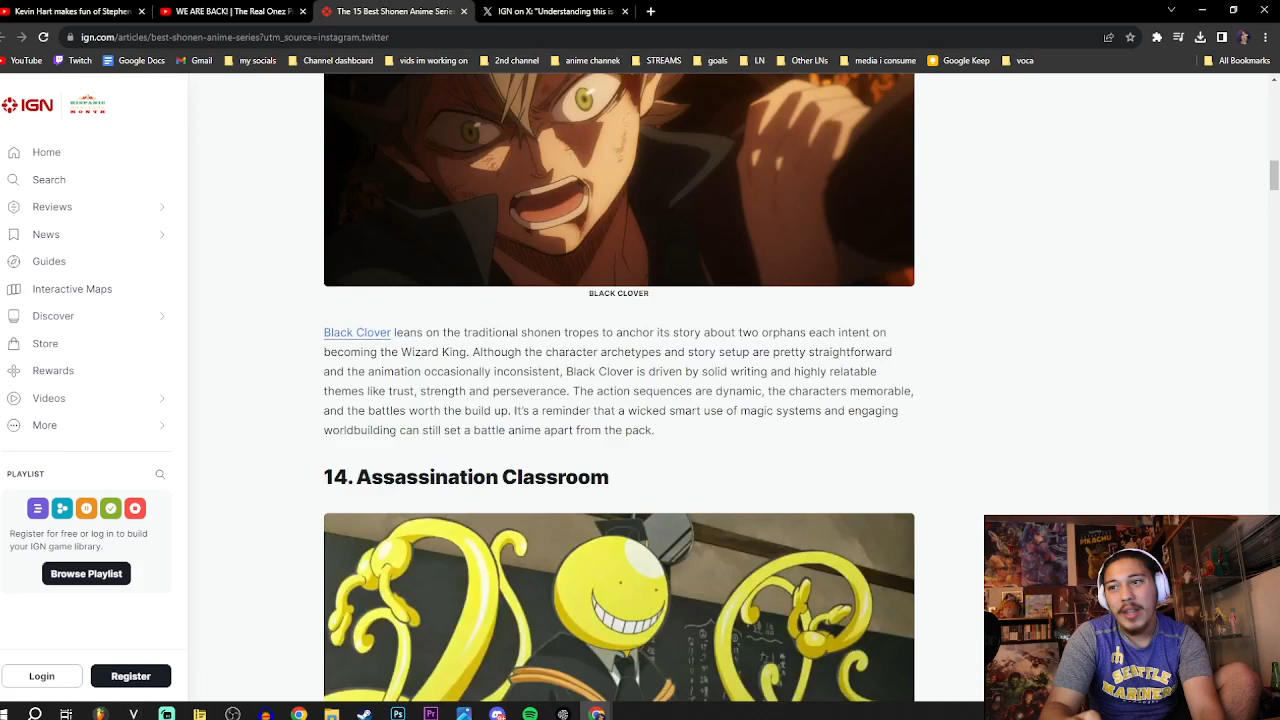 Kevin Hart makes fun of Stephen
WE ARE BACK! | The Real Onez P
The 15 Best Shonen Anime Series
IGN on X: "Understanding this is
ign.com/articles/best-shonen-anime-series?utm_source=instagram,twitter
YouTube
Twitch
Google Docs
Gmail
my socials
Channel dashboard
vids im working on
2nd channel
anime channek
STREAMS
goals
LN
Other LNs
media i consume
Google Keep
voca
All Bookmarks
IGN
HISPANIC
MONTH
Home
Search
Reviews
News
Guides
Interactive Maps
Discover
Store
Rewards
Videos
More
PLAYLIST
Register for free or log in to build
your IGN game library.
Browse Playlist
Login
Register
BLACK CLOVER
Black Clover leans on the traditional shonen tropes to anchor its story about two orphans each intent on
becoming the Wizard King. Although the character archetypes and story setup are pretty straightforward
and the animation occasionally inconsistent, Black Clover is driven by solid writing and highly relatable
themes like trust, strength and perseverance. The action sequences are dynamic, the characters memorable,
and the battles worth the build up. It's a reminder that a wicked smart use of magic systems and engaging
worldbuilding can still set a battle anime apart from the pack.
14. Assassination Classroom
PIKACHU
SEATTLE
MARINERS